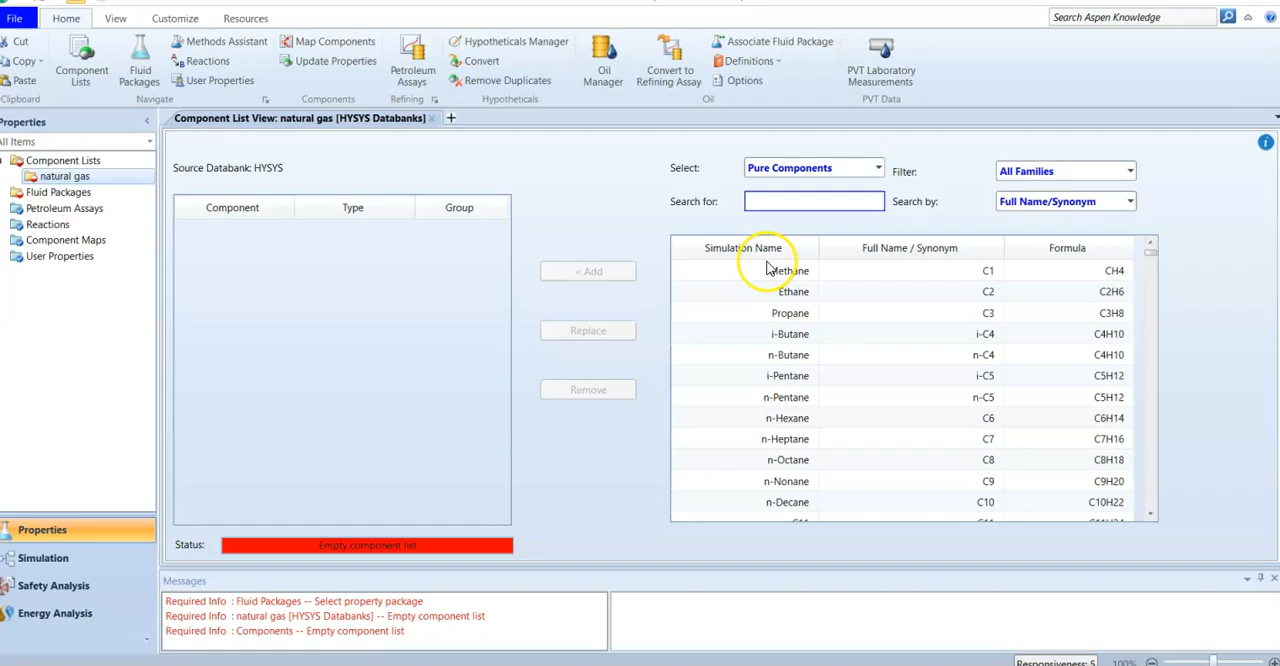 File Home View Customize Resources Search Aspen Knowledge
Cut
Copy
Paste
Clipboard
Component Lists
Fluid Packages
Methods Assistant
Reactions
User Properties
Navigate
Map Components
Update Properties
Components
Petroleum Assays
Refining
Hypotheticals Manager
Convert
Remove Duplicates
Hypotheticals
Oil Manager
Convert to Refining Assay
Associate Fluid Package
Definitions
Options
Oil
PVT Laboratory Measurements
PVT Data
Properties
All Items
Component Lists
natural gas
Fluid Packages
Petroleum Assays
Reactions
Component Maps
User Properties
Properties
Simulation
Safety Analysis
Energy Analysis
Component List View: natural gas [HYSYS Databanks]
Source Databank: HYSYS
Component Type Group
< Add
Replace
Remove
Select: Pure Components Filter: All Families
Search for: Search by: Full Name/Synonym
Simulation Name Full Name / Synonym Formula
Methane C1 CH4
Ethane C2 C2H6
Propane C3 C3H8
i-Butane i-C4 C4H10
n-Butane n-C4 C4H10
i-Pentane i-C5 C5H12
n-Pentane n-C5 C5H12
n-Hexane C6 C6H14
n-Heptane C7 C7H16
n-Octane C8 C8H18
n-Nonane C9 C9H20
n-Decane C10 C10H22
Status: Empty component list
Messages
Required Info : Fluid Packages -- Select property package
Required Info : natural gas [HYSYS Databanks] -- Empty component list
Required Info : Components -- Empty component list
Responsiveness: 5 100%